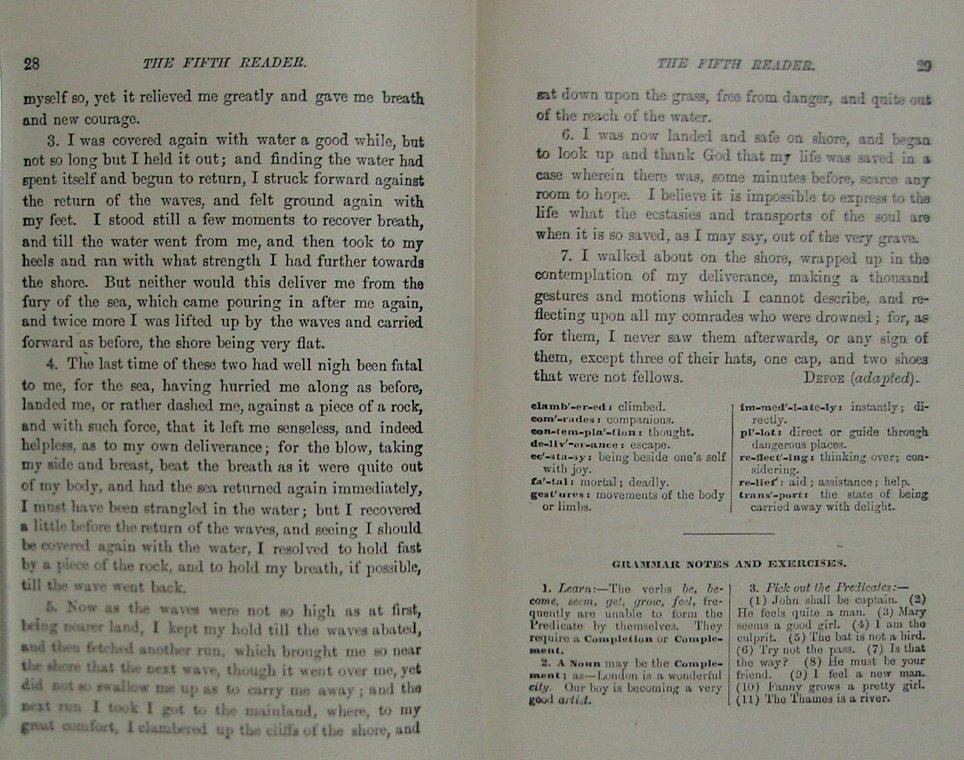 28 THE FIFTH READER.
myself so, yet it relieved me greatly and gave me breath
and new courage.
3. I was covered again with water a good while, but
not so long but I held it out; and finding the water had
spent itself and begun to return, I struck forward against
the return of the waves, and felt ground again with
my feet. I stood still a few moments to recover breath,
and till the water went from me, and then took to my
heels and ran with what strength I had further towards
the shore. But neither would this deliver me from the
fury of the sea, which came pouring in after me again,
and twice more I was lifted up by the waves and carried
forward as before, the shore being very flat.
4. The last time of these two had well nigh been fatal
to me, for the sea, having hurried me along as before,
landed me, or rather dashed me, against a piece of a rock,
and with such force, that it left me senseless, and indeed
helpless, as to my own deliverance; for the blow, taking
my side and breast, beat the breath as it were quite out
of my body, and had the sea returned again immediately,
I must have been strangled in the water; but I recovered
a little before the return of the waves, and seeing I should
be covered again with the water, I resolved to hold fast
by a piece of the rock, and to hold my breath, if possible,
till the wave went back.
5. Now as the waves were not so high as at first,
being nearer land, I kept my hold till the waves abated,
and then fetched another run, which brought me so near
the shore that the next wave, though it went over me, yet
did not so swallow me up as to carry me away; and the
next run I took I got to the mainland, where, to my
great comfort, I clambered up the cliffs of the shore, and
THE FIFTH READER. 29
sat down upon the grass, free from danger, and quite out
of the reach of the water.
6. I was now landed and safe on shore, and began
to look up and thank God that my life was saved in a
case wherein there was, some minutes before, scarce any
room to hope. I believe it is impossible to express to the
life what the ecstasies and transports of the soul are
when it is so saved, as I may say, out of the very grave.
7. I walked about on the shore, wrapped up in the
contemplation of my deliverance, making a thousand
gestures and motions which I cannot describe, and re-
flecting upon all my comrades who were drowned; for, as
for them, I never saw them afterwards, or any sign of
them, except three of their hats, one cap, and two shoes
that were not fellows. DEFOE (adapted).
clamb'-er-ed: climbed.
com'-rades: companions.
con-tem-pla'-tion: thought.
de-liv'-er-ance: escape.
ec'-sta-sy: being beside one's self
with joy.
fa'-tal: mortal; deadly.
gest'ures: movements of the body
or limbs.
im-med'-i-ate-ly: instantly; di-
rectly.
pi'-lot: direct or guide through
dangerous places.
re-flect'-ing: thinking over; con-
sidering.
re-lief': aid; assistance; help.
trans'-port: the state of being
carried away with delight.
GRAMMAR NOTES AND EXERCISES.
1. Learn:—The verbs be, be-
come, seem, get, grow, feel, fre-
quently are unable to form the
Predicate by themselves. They
require a Completion or Comple-
ment.
2. A Noun may be the Comple-
ment; as—London is a wonderful
city. Our boy is becoming a very
good artist.
3. Pick out the Predicates:—
(1) John shall be captain. (2)
He feels quite a man. (3) Mary
seems a good girl. (4) I am the
culprit. (5) The bat is not a bird.
(6) Try not the pass. (7) Is that
the way? (8) He must be your
friend. (9) I feel a new man.
(10) Fanny grows a pretty girl.
(11) The Thames is a river.